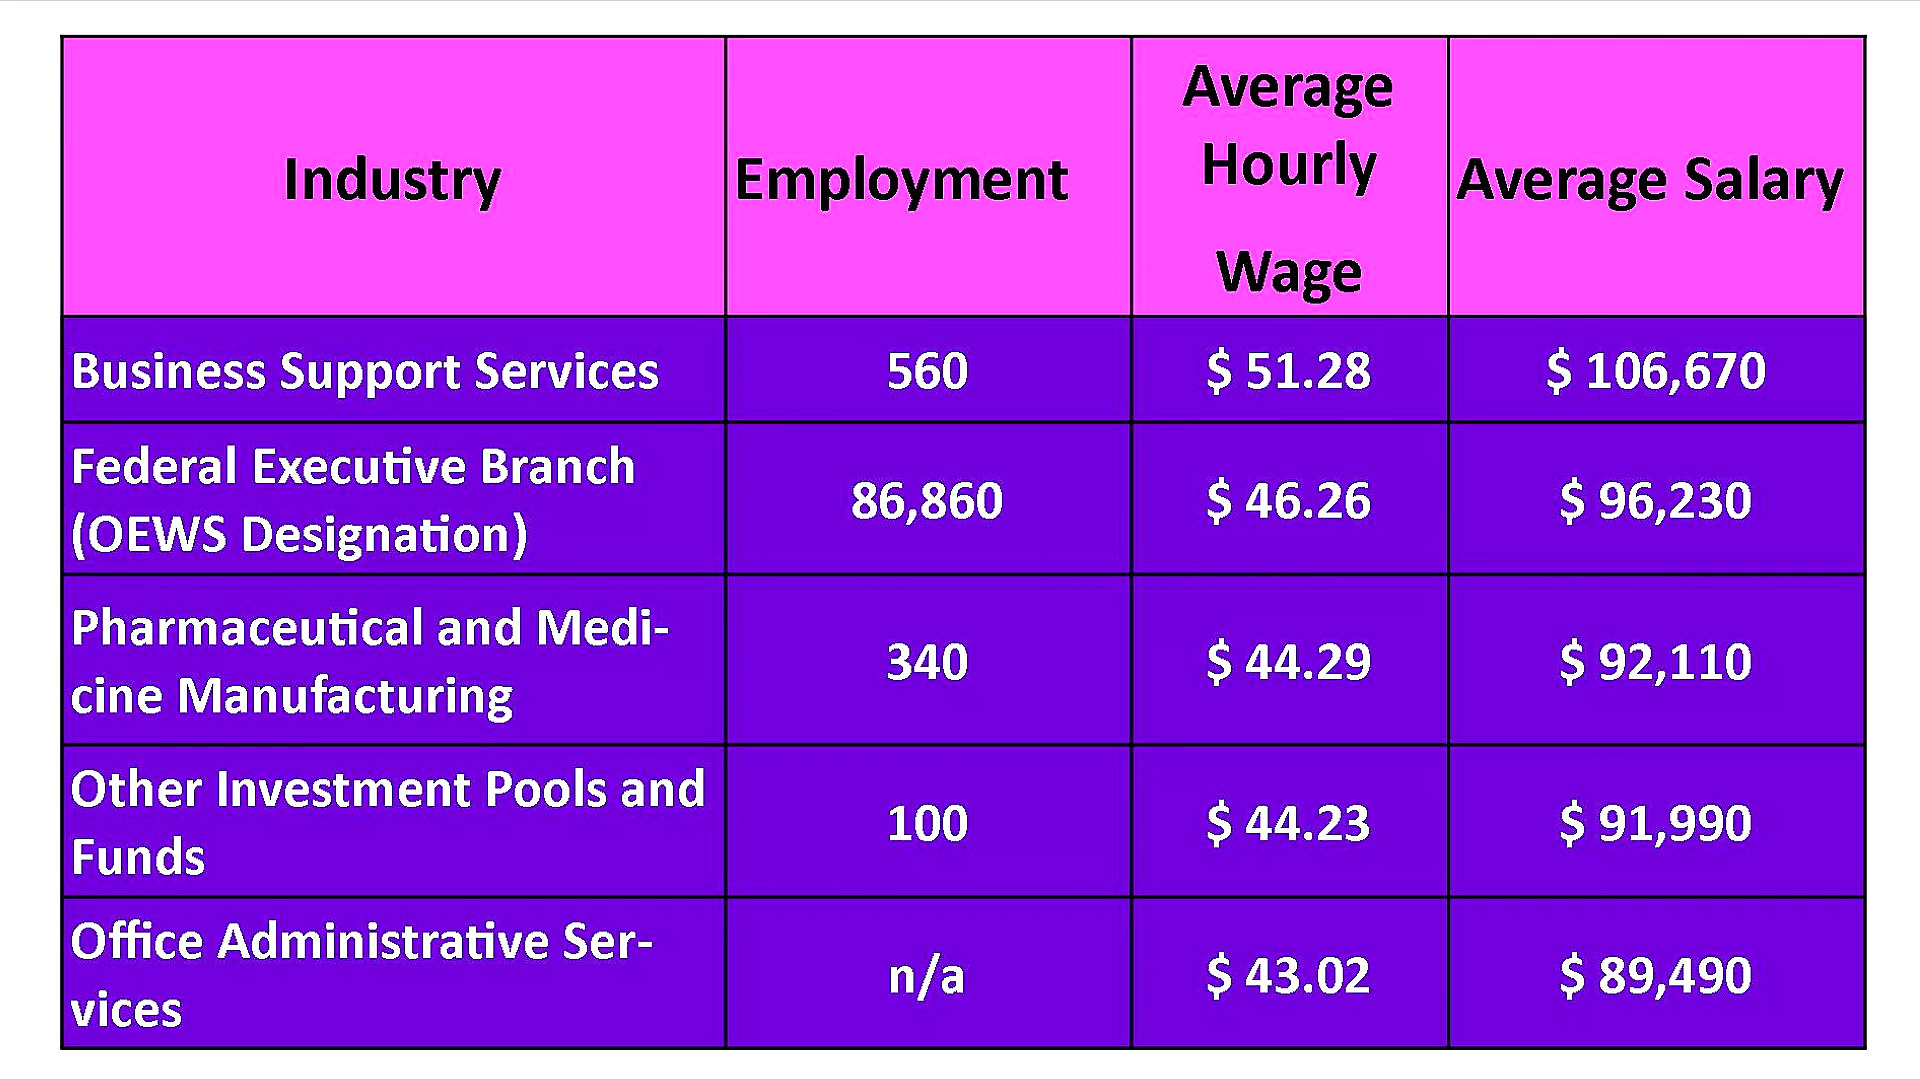 Industry
Employment
Average
Hourly
Wage
Average Salary
Business Support Services
560
$ 51.28
$ 106,670
Federal Executive Branch
(OEWS Designation)
86,860
$ 46.26
$ 96,230
Pharmaceutical and Medi-
cine Manufacturing
340
$ 44.29
$ 92,110
Other Investment Pools and
Funds
100
$ 44.23
$ 91,990
Office Administrative Ser-
vices
n/a
$ 43.02
$ 89,490